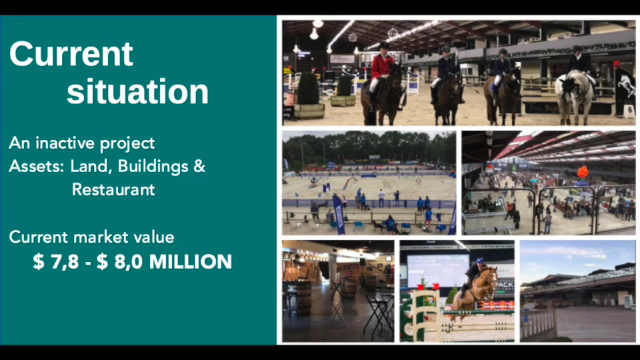 Current
situation
An inactive project
Assets: Land, Buildings &
Restaurant
Current market value
$ 7,8 - $ 8,0 MILLION